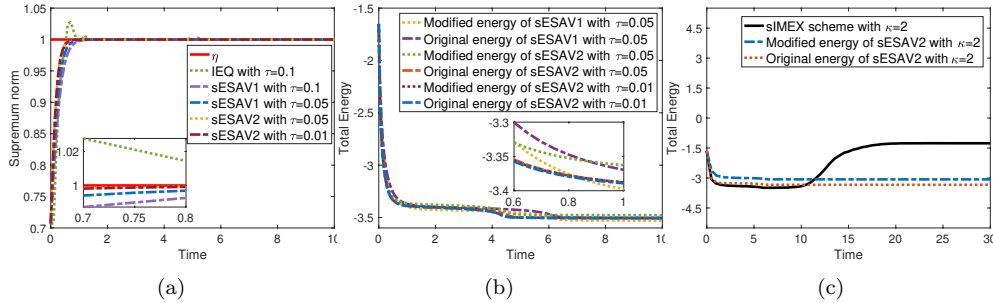 1.05
1
0.95
0.9
0.85
0.8
0.75
0.7
Supremum norm
η
IEQ with τ=0.1
sESAV1 with τ=0.1
sESAV1 with τ=0.05
sESAV2 with τ=0.05
sESAV2 with τ=0.01
1.02
1
0.7
0.75
0.8
0
2
4
6
8
10
Time
(a)
-1.5
-2
-2.5
-3
-3.5
Total Energy
Modified energy of sESAV1 with τ=0.05
Original energy of sESAV1 with τ=0.05
Modified energy of sESAV2 with τ=0.05
Original energy of sESAV2 with τ=0.05
Modified energy of sESAV2 with τ=0.01
Original energy of sESAV2 with τ=0.01
-3.3
-3.35
-3.4
0.6
0.8
1
0
2
4
6
8
10
Time
(b)
4.5
3
1.5
0
-1.5
-3
-4.5
Total Energy
sIMEX scheme with κ=2
Modified energy of sESAV2 with κ=2
Original energy of sESAV2 with κ=2
0
5
10
15
20
25
30
Time
(c)